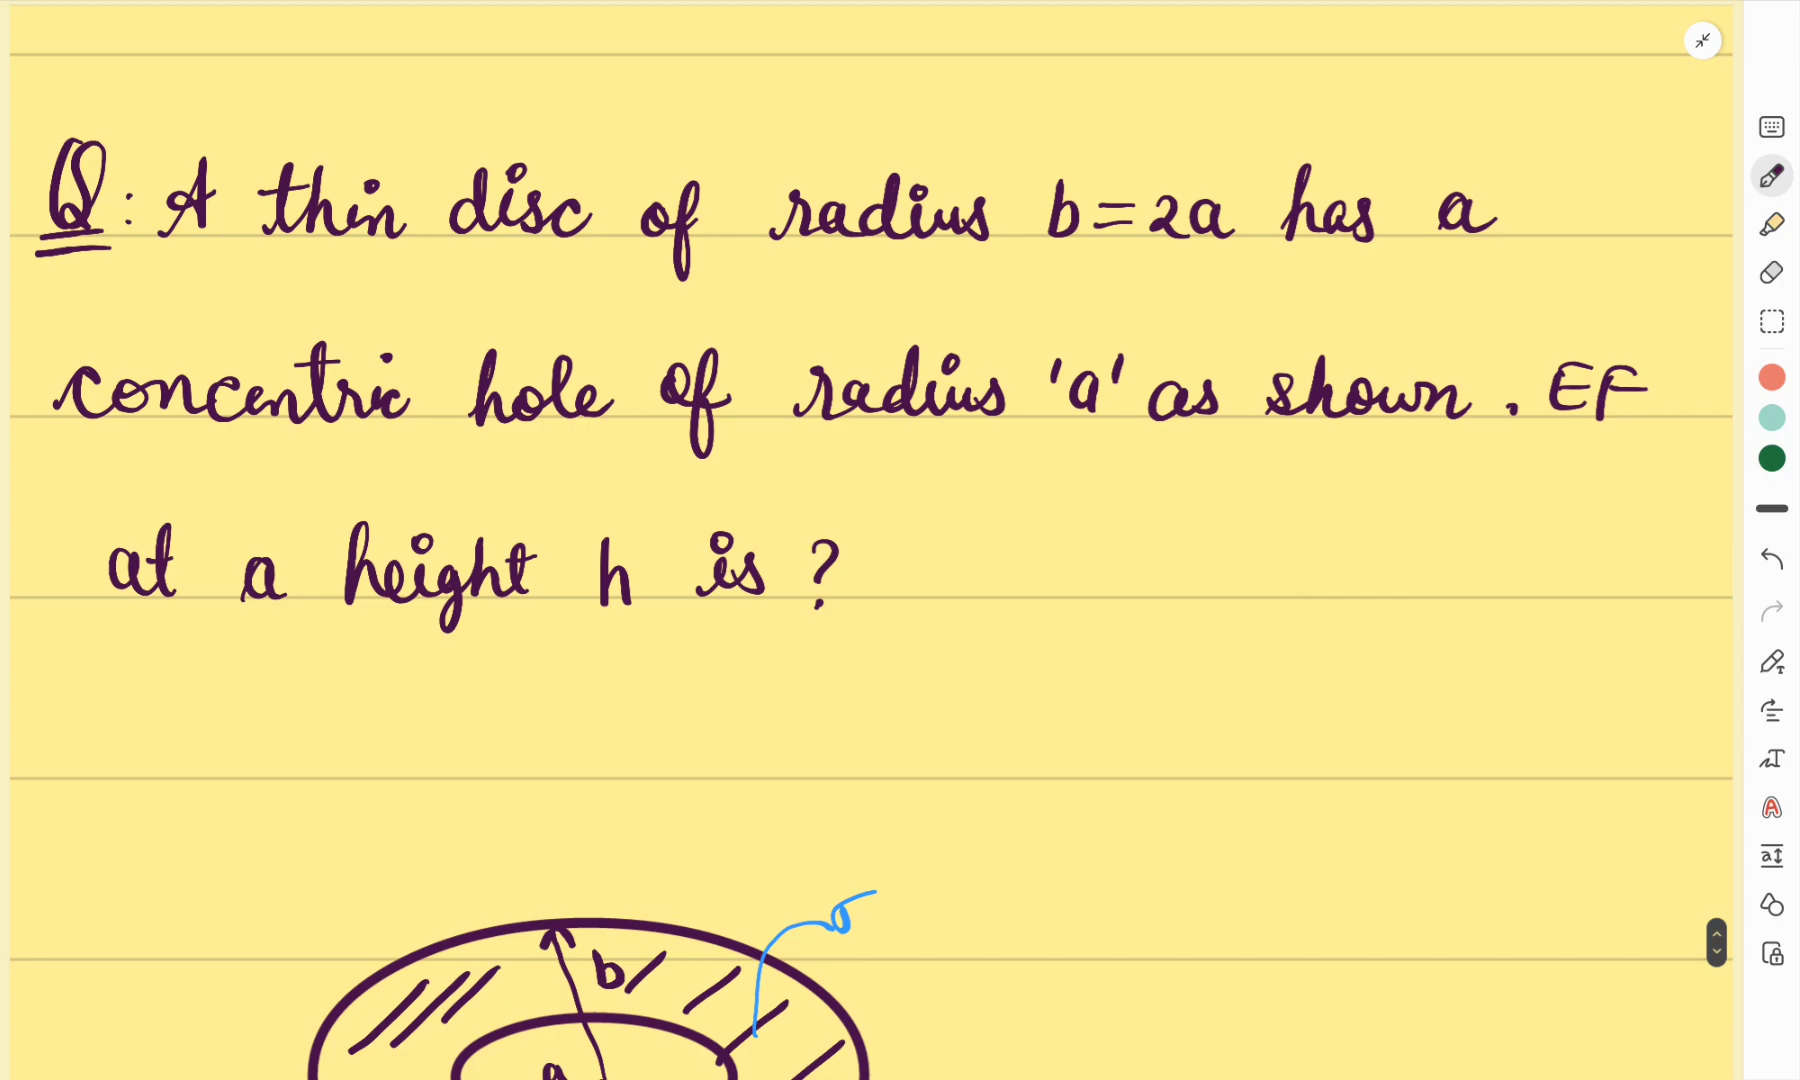 Q: A thin disc of radius b=2a has a
concentric hole of radius 'a' as shown. EF
at a height h is ?
σ
b
a